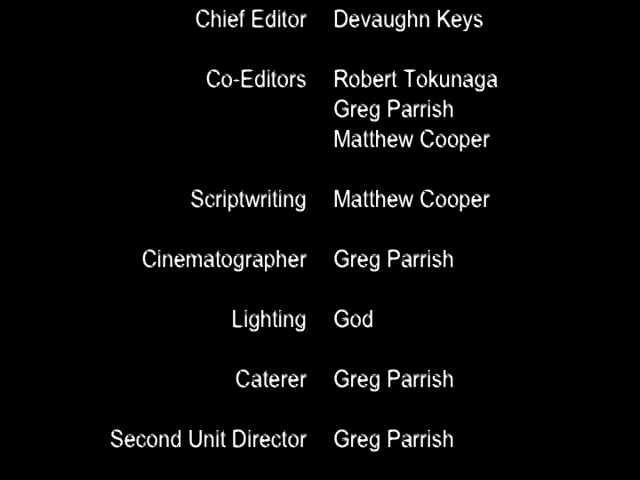 Chief Editor Devaughn Keys
Co-Editors Robert Tokunaga
Greg Parrish
Matthew Cooper
Scriptwriting Matthew Cooper
Cinematographer Greg Parrish
Lighting God
Caterer Greg Parrish
Second Unit Director Greg Parrish